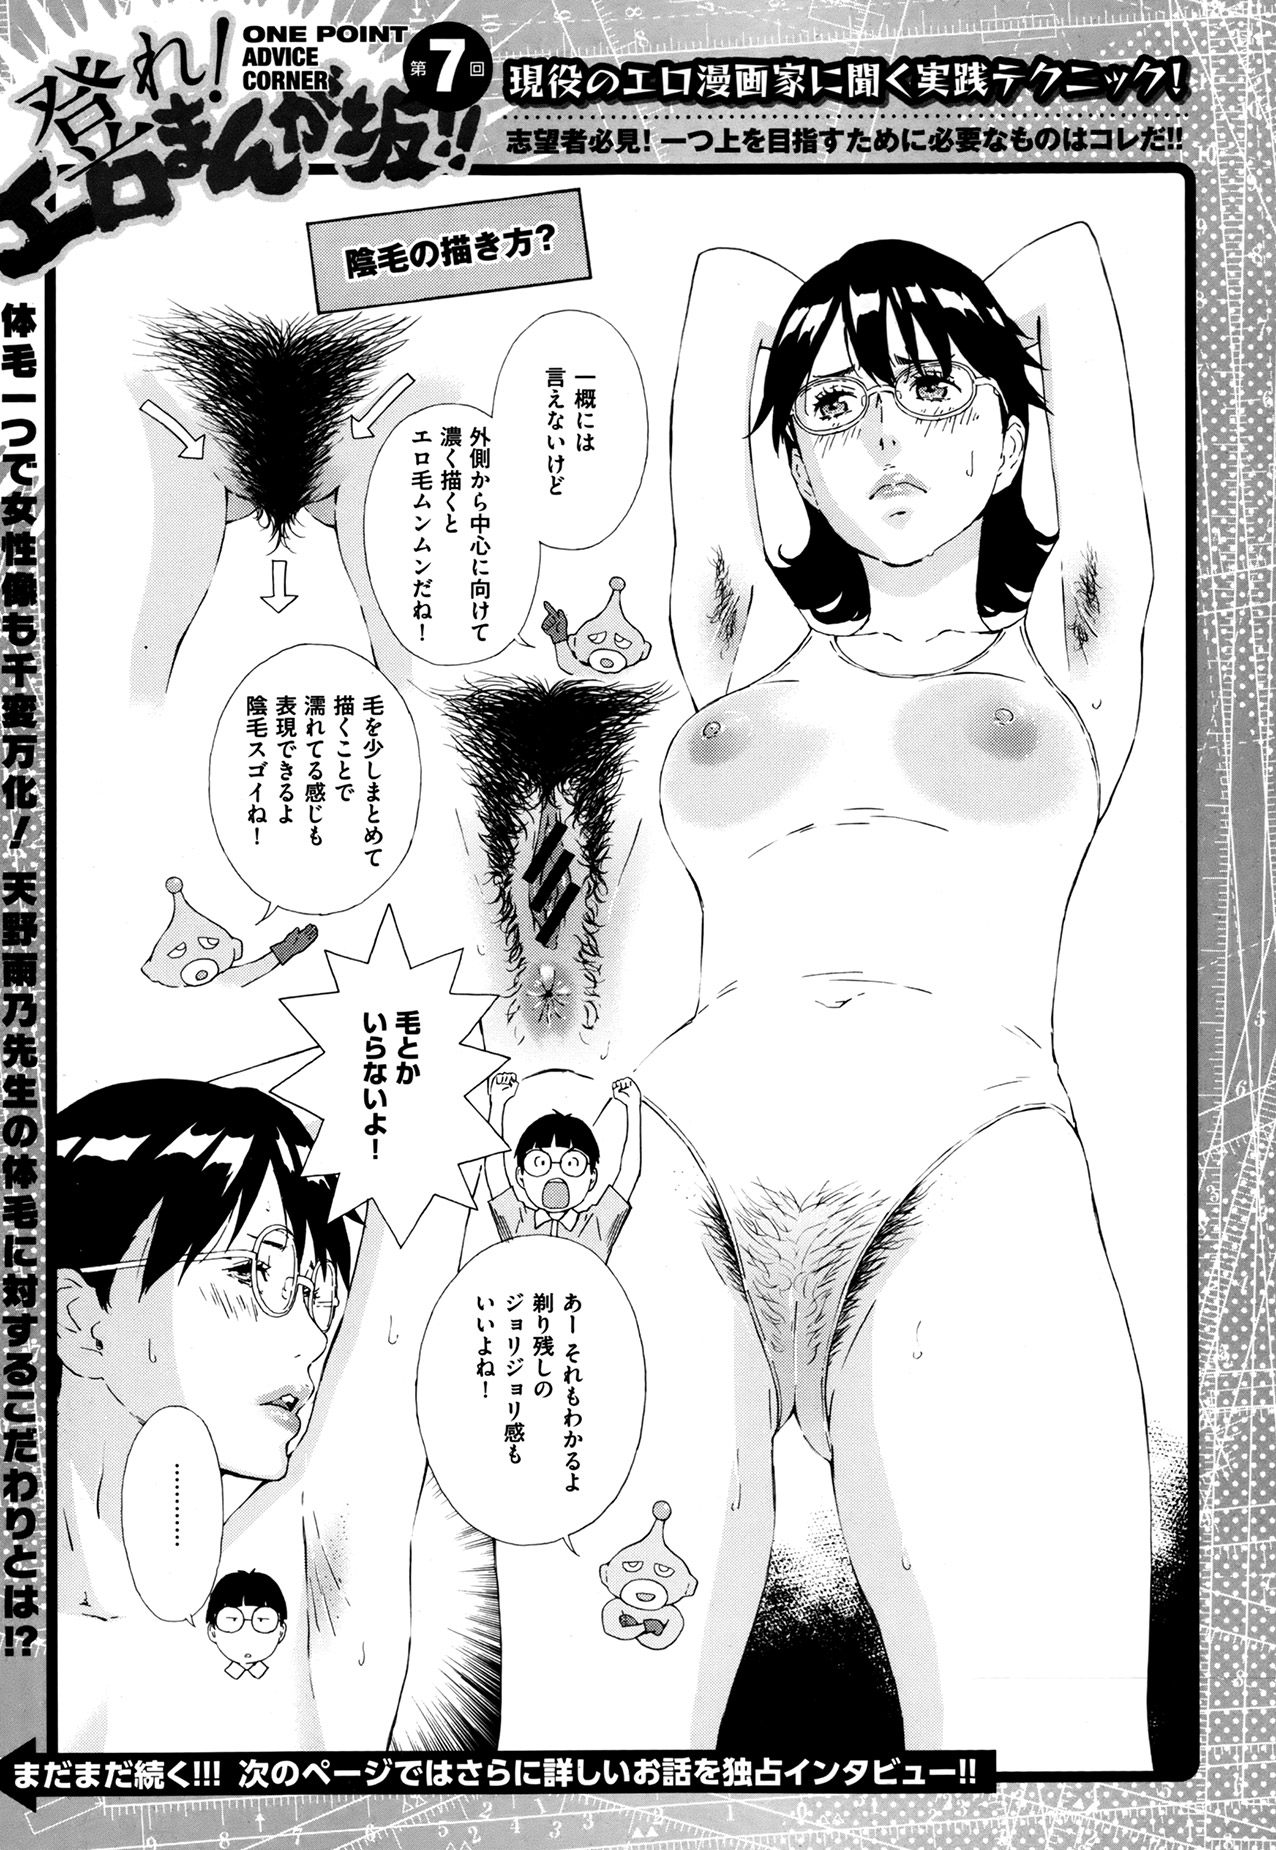 登れ!
エロまんが坂!!
ONE POINT
ADVICE
CORNER
第7回
現役のエロ漫画家に聞く実践テクニック!
志望者必見! 一つ上を目指すために必要なものはコレだ!!
陰毛の描き方?
一概には
言えないけど
外側から中心に向けて
濃く描くと
エロ毛ムンムンだね!
毛を少しまとめて
描くことで
濡れてる感じも
表現できるよ
陰毛スゴイね!
毛とか
いらないよ!
あーそれもわかるよ
剃り残しの
ジョリジョリ感も
いいよね!
………
体毛一つで女性像も千変万化! 天野雨乃先生の体毛に対するこだわりとは!?
まだまだ続く!!! 次のページではさらに詳しいお話を独占インタビュー!!